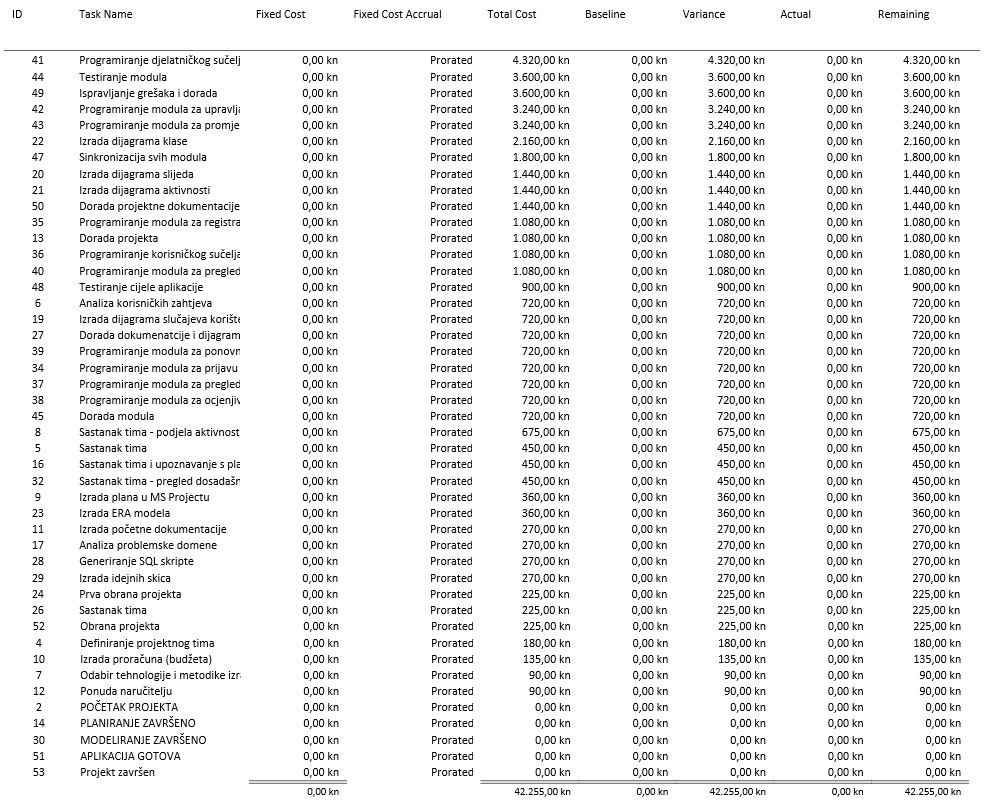 ID Task Name Fixed Cost Fixed Cost Accrual Total Cost Baseline Variance Actual Remaining
41 Programiranje djelatničkog sučelj 0,00 kn Prorated 4.320,00 kn 0,00 kn 4.320,00 kn 0,00 kn 4.320,00 kn
44 Testiranje modula 0,00 kn Prorated 3.600,00 kn 0,00 kn 3.600,00 kn 0,00 kn 3.600,00 kn
49 Ispravljanje grešaka i dorada 0,00 kn Prorated 3.600,00 kn 0,00 kn 3.600,00 kn 0,00 kn 3.600,00 kn
42 Programiranje modula za upravlja 0,00 kn Prorated 3.240,00 kn 0,00 kn 3.240,00 kn 0,00 kn 3.240,00 kn
43 Programiranje modula za promje 0,00 kn Prorated 3.240,00 kn 0,00 kn 3.240,00 kn 0,00 kn 3.240,00 kn
22 Izrada dijagrama klase 0,00 kn Prorated 2.160,00 kn 0,00 kn 2.160,00 kn 0,00 kn 2.160,00 kn
47 Sinkronizacija svih modula 0,00 kn Prorated 1.800,00 kn 0,00 kn 1.800,00 kn 0,00 kn 1.800,00 kn
20 Izrada dijagrama slijeda 0,00 kn Prorated 1.440,00 kn 0,00 kn 1.440,00 kn 0,00 kn 1.440,00 kn
21 Izrada dijagrama aktivnosti 0,00 kn Prorated 1.440,00 kn 0,00 kn 1.440,00 kn 0,00 kn 1.440,00 kn
50 Dorada projektne dokumentacije 0,00 kn Prorated 1.440,00 kn 0,00 kn 1.440,00 kn 0,00 kn 1.440,00 kn
35 Programiranje modula za registra 0,00 kn Prorated 1.080,00 kn 0,00 kn 1.080,00 kn 0,00 kn 1.080,00 kn
13 Dorada projekta 0,00 kn Prorated 1.080,00 kn 0,00 kn 1.080,00 kn 0,00 kn 1.080,00 kn
36 Programiranje korisničkog sučelja 0,00 kn Prorated 1.080,00 kn 0,00 kn 1.080,00 kn 0,00 kn 1.080,00 kn
40 Programiranje modula za pregled 0,00 kn Prorated 1.080,00 kn 0,00 kn 1.080,00 kn 0,00 kn 1.080,00 kn
48 Testiranje cijele aplikacije 0,00 kn Prorated 900,00 kn 0,00 kn 900,00 kn 0,00 kn 900,00 kn
6 Analiza korisničkih zahtjeva 0,00 kn Prorated 720,00 kn 0,00 kn 720,00 kn 0,00 kn 720,00 kn
19 Izrada dijagrama slučajeva korište 0,00 kn Prorated 720,00 kn 0,00 kn 720,00 kn 0,00 kn 720,00 kn
27 Dorada dokumenatcije i dijagram 0,00 kn Prorated 720,00 kn 0,00 kn 720,00 kn 0,00 kn 720,00 kn
39 Programiranje modula za ponovn 0,00 kn Prorated 720,00 kn 0,00 kn 720,00 kn 0,00 kn 720,00 kn
34 Programiranje modula za prijavu 0,00 kn Prorated 720,00 kn 0,00 kn 720,00 kn 0,00 kn 720,00 kn
37 Programiranje modula za pregled 0,00 kn Prorated 720,00 kn 0,00 kn 720,00 kn 0,00 kn 720,00 kn
38 Programiranje modula za ocjenjiv 0,00 kn Prorated 720,00 kn 0,00 kn 720,00 kn 0,00 kn 720,00 kn
45 Dorada modula 0,00 kn Prorated 720,00 kn 0,00 kn 720,00 kn 0,00 kn 720,00 kn
8 Sastanak tima - podjela aktivnost 0,00 kn Prorated 675,00 kn 0,00 kn 675,00 kn 0,00 kn 675,00 kn
5 Sastanak tima 0,00 kn Prorated 450,00 kn 0,00 kn 450,00 kn 0,00 kn 450,00 kn
16 Sastanak tima i upoznavanje s pla 0,00 kn Prorated 450,00 kn 0,00 kn 450,00 kn 0,00 kn 450,00 kn
32 Sastanak tima - pregled dosadašn 0,00 kn Prorated 450,00 kn 0,00 kn 450,00 kn 0,00 kn 450,00 kn
9 Izrada plana u MS Projectu 0,00 kn Prorated 360,00 kn 0,00 kn 360,00 kn 0,00 kn 360,00 kn
23 Izrada ERA modela 0,00 kn Prorated 360,00 kn 0,00 kn 360,00 kn 0,00 kn 360,00 kn
11 Izrada početne dokumentacije 0,00 kn Prorated 270,00 kn 0,00 kn 270,00 kn 0,00 kn 270,00 kn
17 Analiza problemske domene 0,00 kn Prorated 270,00 kn 0,00 kn 270,00 kn 0,00 kn 270,00 kn
28 Generiranje SQL skripte 0,00 kn Prorated 270,00 kn 0,00 kn 270,00 kn 0,00 kn 270,00 kn
29 Izrada idejnih skica 0,00 kn Prorated 270,00 kn 0,00 kn 270,00 kn 0,00 kn 270,00 kn
24 Prva obrana projekta 0,00 kn Prorated 225,00 kn 0,00 kn 225,00 kn 0,00 kn 225,00 kn
26 Sastanak tima 0,00 kn Prorated 225,00 kn 0,00 kn 225,00 kn 0,00 kn 225,00 kn
52 Obrana projekta 0,00 kn Prorated 225,00 kn 0,00 kn 225,00 kn 0,00 kn 225,00 kn
4 Definiranje projektnog tima 0,00 kn Prorated 180,00 kn 0,00 kn 180,00 kn 0,00 kn 180,00 kn
10 Izrada proračuna (budžeta) 0,00 kn Prorated 135,00 kn 0,00 kn 135,00 kn 0,00 kn 135,00 kn
7 Odabir tehnologije i metodike izr 0,00 kn Prorated 90,00 kn 0,00 kn 90,00 kn 0,00 kn 90,00 kn
12 Ponuda naručitelju 0,00 kn Prorated 90,00 kn 0,00 kn 90,00 kn 0,00 kn 90,00 kn
2 POČETAK PROJEKTA 0,00 kn Prorated 0,00 kn 0,00 kn 0,00 kn 0,00 kn 0,00 kn
14 PLANIRANJE ZAVRŠENO 0,00 kn Prorated 0,00 kn 0,00 kn 0,00 kn 0,00 kn 0,00 kn
30 MODELIRANJE ZAVRŠENO 0,00 kn Prorated 0,00 kn 0,00 kn 0,00 kn 0,00 kn 0,00 kn
51 APLIKACIJA GOTOVA 0,00 kn Prorated 0,00 kn 0,00 kn 0,00 kn 0,00 kn 0,00 kn
53 Projekt završen 0,00 kn Prorated 0,00 kn 0,00 kn 0,00 kn 0,00 kn 0,00 kn
0,00 kn 42.255,00 kn 0,00 kn 42.255,00 kn 0,00 kn 42.255,00 kn